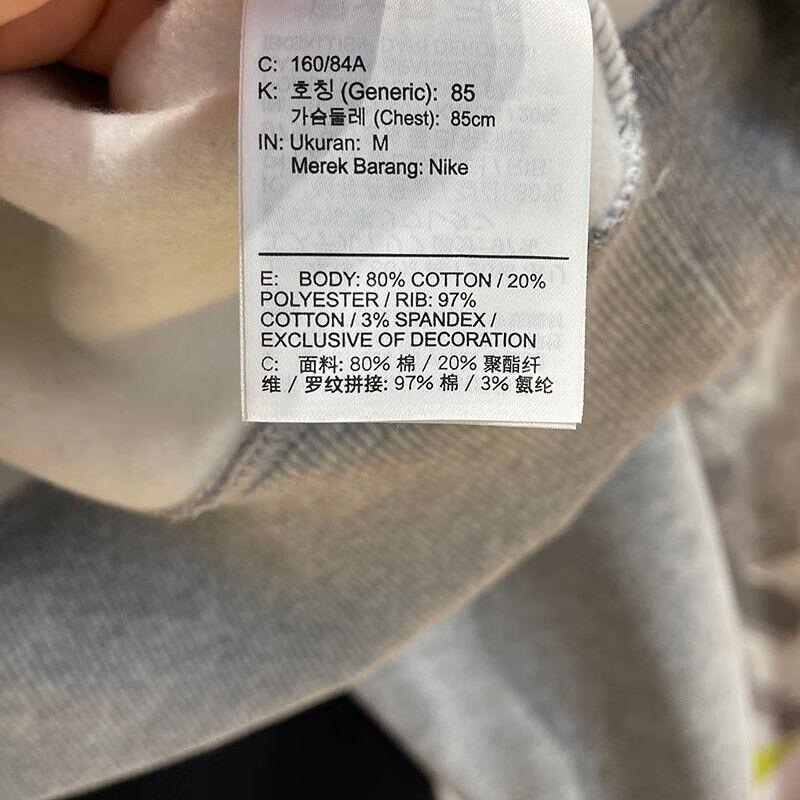 C: 160/84A
K: 호칭 (Generic): 85
가슴둘레 (Chest): 85cm
IN: Ukuran: M
Merek Barang: Nike
E: BODY: 80% COTTON / 20%
POLYESTER / RIB: 97%
COTTON / 3% SPANDEX /
EXCLUSIVE OF DECORATION
C: 面料: 80% 棉 / 20% 聚酯纤
维 / 罗纹拼接: 97% 棉 / 3% 氨纶